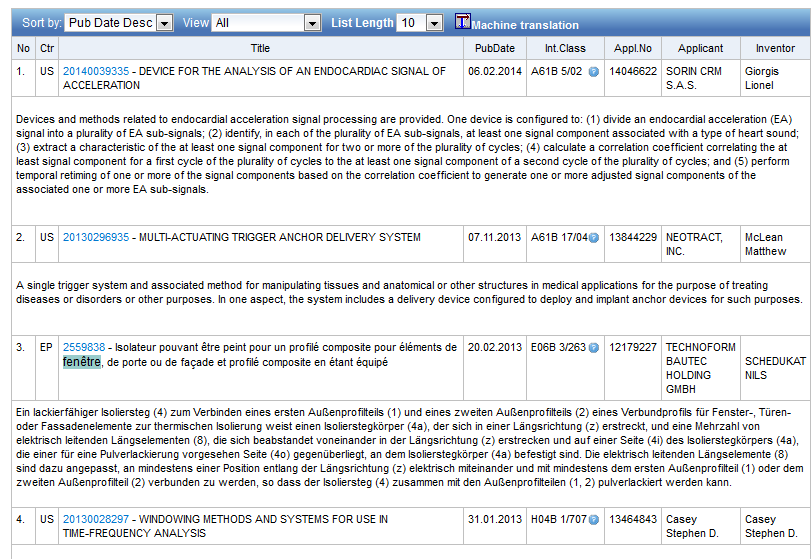 Sort by: Pub Date Desc View All List Length 10 Machine translation
No Ctr Title PubDate Int.Class Appl.No Applicant Inventor
1. US 20140039335 - DEVICE FOR THE ANALYSIS OF AN ENDOCARDIAC SIGNAL OF 06.02.2014 A61B 5/02 ? 14046622 SORIN CRM Giorgis
ACCELERATION S.A.S. Lionel
Devices and methods related to endocardial acceleration signal processing are provided. One device is configured to: (1) divide an endocardial acceleration (EA)
signal into a plurality of EA sub-signals; (2) identify, in each of the plurality of EA sub-signals, at least one signal component associated with a type of heart sound;
(3) extract a characteristic of the at least one signal component for two or more of the plurality of cycles; (4) calculate a correlation coefficient correlating the at
least signal component for a first cycle of the plurality of cycles to the at least one signal component of a second cycle of the plurality of cycles; and (5) perform
temporal retiming of one or more of the signal components based on the correlation coefficient to generate one or more adjusted signal components of the
associated one or more EA sub-signals.
2. US 20130296935 - MULTI-ACTUATING TRIGGER ANCHOR DELIVERY SYSTEM 07.11.2013 A61B 17/04 ? 13844229 NEOTRACT, McLean
INC. Matthew
A single trigger system and associated method for manipulating tissues and anatomical or other structures in medical applications for the purpose of treating
diseases or disorders or other purposes. In one aspect, the system includes a delivery device configured to deploy and implant anchor devices for such purposes.
3. EP 2559838 - Isolateur pouvant être peint pour un profilé composite pour éléments de 20.02.2013 E06B 3/263 ? 12179227 TECHNOFORM
fenêtre, de porte ou de façade et profilé composite en étant équipé BAUTEC SCHEDUKAT
HOLDING NILS
GMBH
Ein lackierfähiger Isoliersteg (4) zum Verbinden eines ersten Außenprofilteils (1) und eines zweiten Außenprofilteils (2) eines Verbundprofils für Fenster-, Türen-
oder Fassadenelemente zur thermischen Isolierung weist einen Isolierstegkörper (4a), der sich in einer Längsrichtung (z) erstreckt, und eine Mehrzahl von
elektrisch leitenden Längselementen (8), die sich beabstandet voneinander in der Längsrichtung (z) erstrecken und auf einer Seite (4i) des Isolierstegkörpers (4a),
die einer für eine Pulverlackierung vorgesehen Seite (4o) gegenüberliegt, an dem Isolierstegkörper (4a) befestigt sind. Die elektrisch leitenden Längselemente (8)
sind dazu angepasst, an mindestens einer Position entlang der Längsrichtung (z) elektrisch miteinander und mit mindestens dem ersten Außenprofilteil (1) oder dem
zweiten Außenprofilteil (2) verbunden zu werden, so dass der Isoliersteg (4) zusammen mit den Außenprofilteilen (1, 2) pulverlackiert werden kann.
4. US 20130028297 - WINDOWING METHODS AND SYSTEMS FOR USE IN 31.01.2013 H04B 1/707 ? 13464843 Casey Casey
TIME-FREQUENCY ANALYSIS Stephen D. Stephen D.